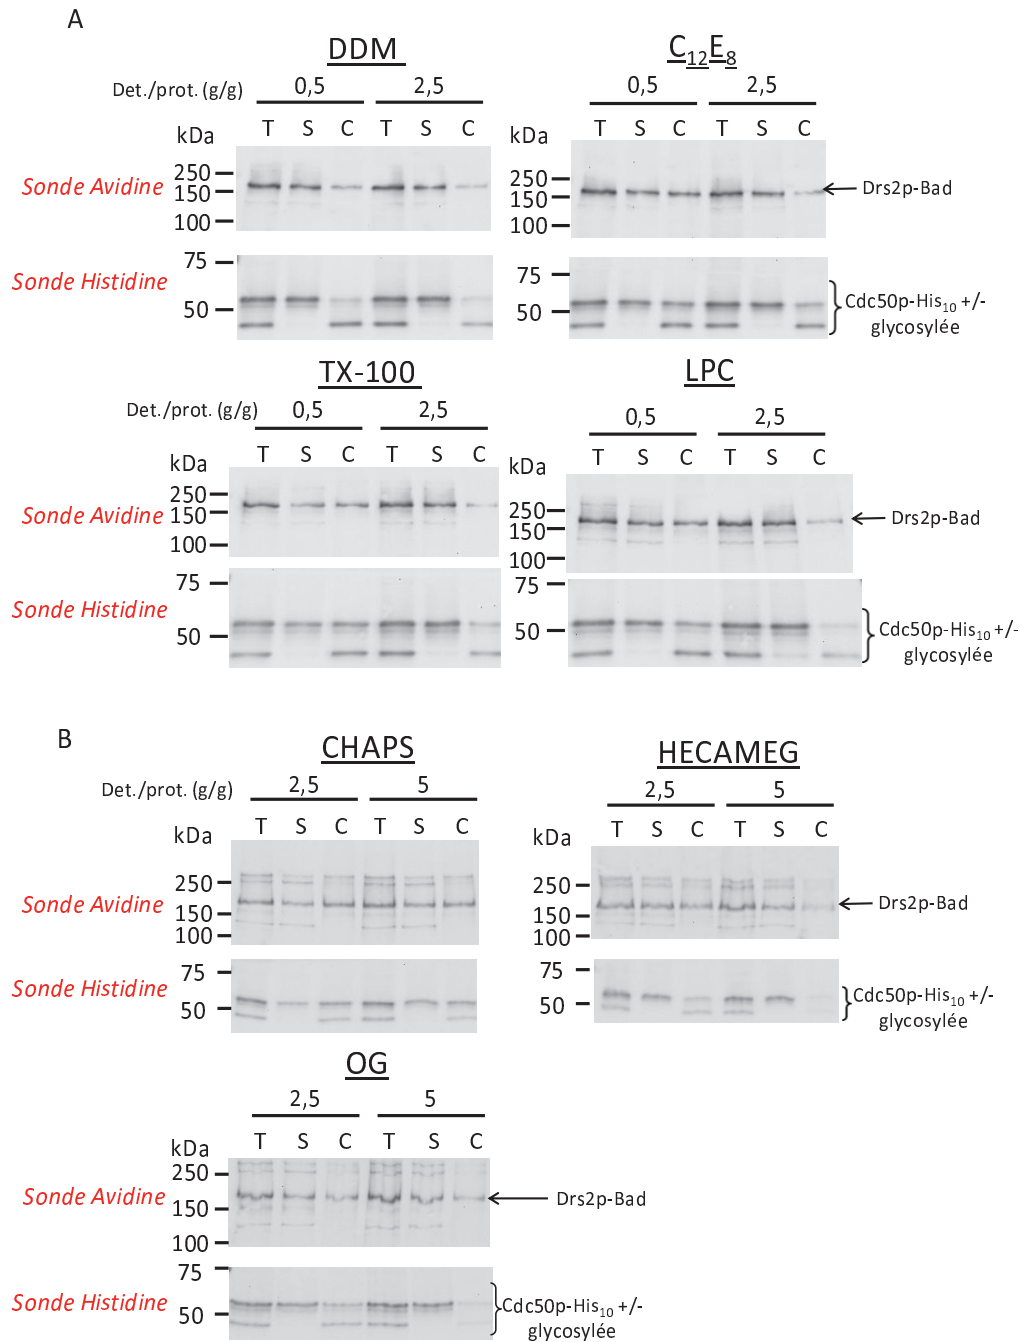 A
DDM
Det./prot. (g/g) 0,5 2,5
kDa T S C T S C
Sonde Avidine
250
150
100
Sonde Histidine
75
50
C12E8
0,5 2,5
kDa T S C T S C
250
150
100
Drs2p-Bad
75
50
Cdc50p-His10 +/-
glycosylée
TX-100
Det./prot. (g/g) 0,5 2,5
kDa T S C T S C
Sonde Avidine
250
150
100
Sonde Histidine
75
50
LPC
0,5 2,5
kDa T S C T S C
250
150
100
Drs2p-Bad
75
50
Cdc50p-His10 +/-
glycosylée
B
CHAPS
Det./prot. (g/g) 2,5 5
kDa T S C T S C
Sonde Avidine
250
150
100
Sonde Histidine
75
50
HECAMEG
2,5 5
kDa T S C T S C
250
150
100
Drs2p-Bad
75
50
Cdc50p-His10 +/-
glycosylée
OG
2,5 5
kDa T S C T S C
Sonde Avidine
250
150
100
Drs2p-Bad
Sonde Histidine
75
50
Cdc50p-His10 +/-
glycosylée